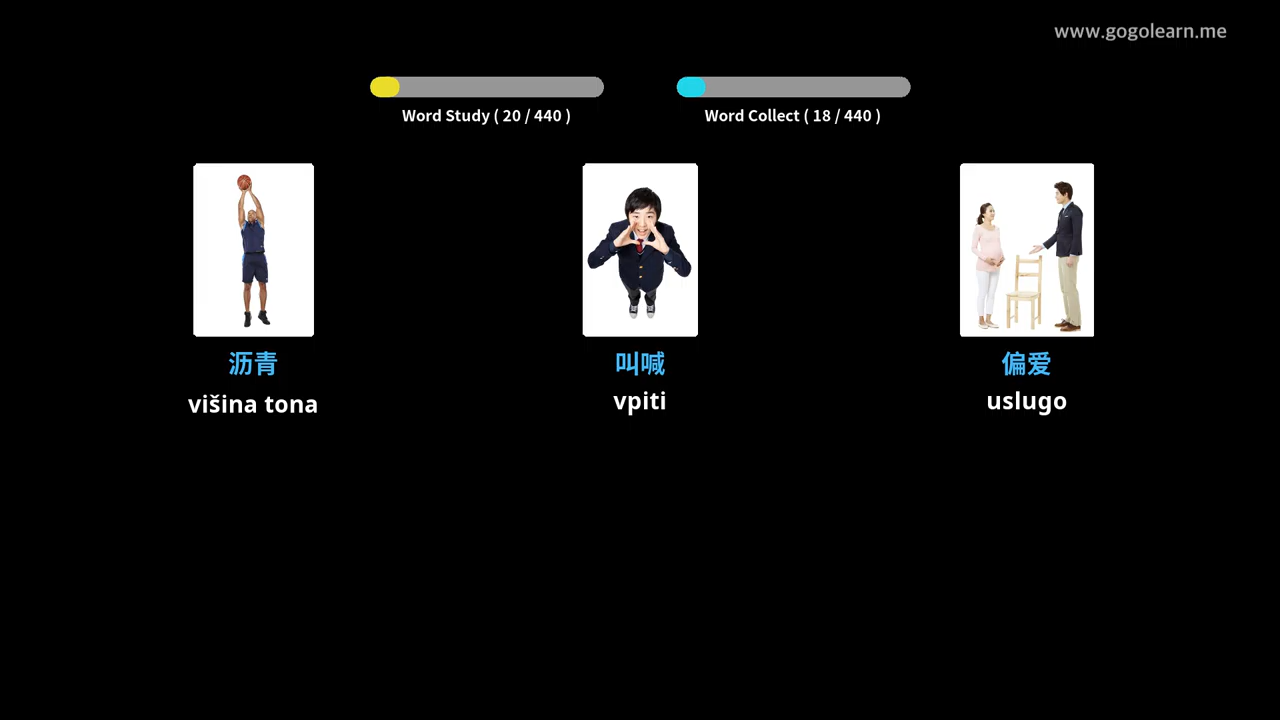 www.gogolearn.me
Word Study ( 20 / 440 )
Word Collect ( 18 / 440 )
沥青
叫喊
偏爱
višina tona
vpiti
uslugo